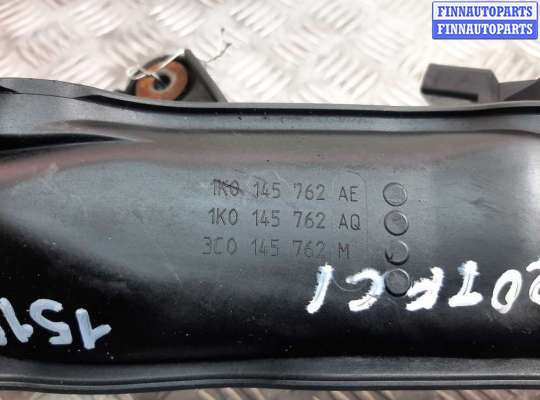 FINNAUTOPARTS
FINNAUTOPARTS
1K0 145 762 AE
1K0 145 762 AQ
3C0 145 762 M